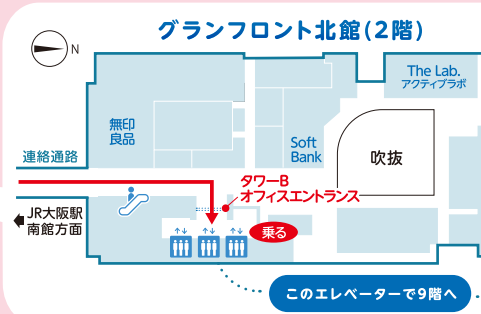 グランフロント北館(2階)
N
The Lab.
アクティブラボ
無印
良品
Soft
Bank
吹抜
連絡通路
タワーB
オフィスエントランス
JR大阪駅
南館方面
乗る
このエレベーターで9階へ